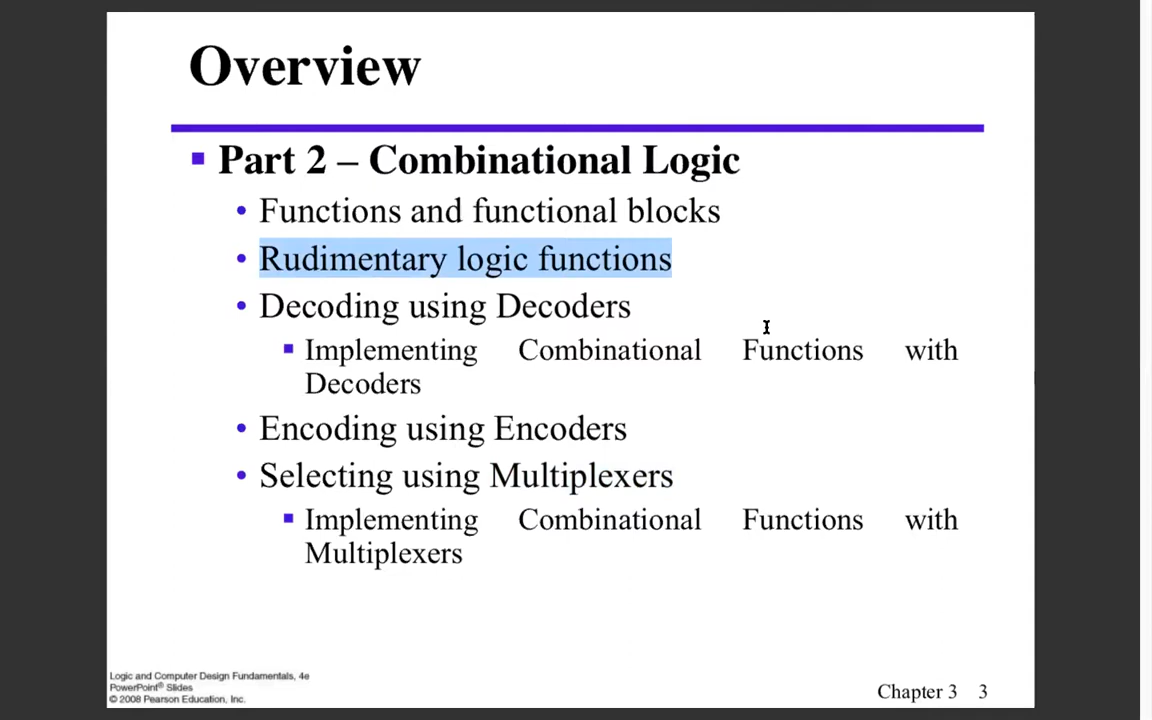 Overview
Part 2 – Combinational Logic
Functions and functional blocks
Rudimentary logic functions
Decoding using Decoders
Implementing Combinational Functions with
Decoders
Encoding using Encoders
Selecting using Multiplexers
Implementing Combinational Functions with
Multiplexers
Logic and Computer Design Fundamentals, 4e
PowerPoint® Slides
© 2008 Pearson Education, Inc.
Chapter 3 3